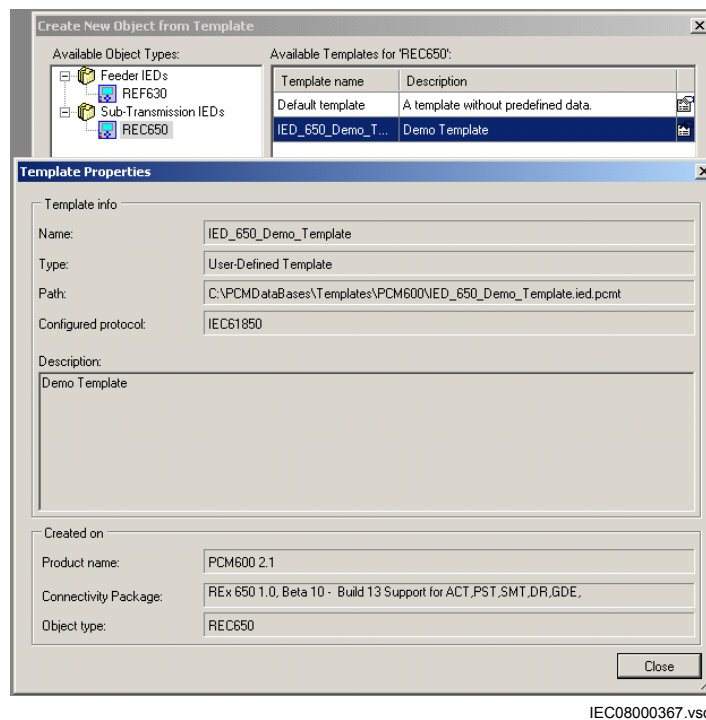 Create New Object from Template
Available Object Types:
Available Templates for 'REC650':
Feeder IEDs
REF630
Sub-Transmission IEDs
REC650
Template name Description
Default template A template without predefined data.
IED_650_Demo_T... Demo Template
Template Properties
Template info
Name: IED_650_Demo_Template
Type: User-Defined Template
Path: C:\PCMDataBases\Templates\PCM600\IED_650_Demo_Template.ied.pcmt
Configured protocol: IEC61850
Description:
Demo Template
Created on
Product name: PCM600 2.1
Connectivity Package: REx 650 1.0, Beta 10 - Build 13 Support for ACT,PST,SMT,DR,GDE,
Object type: REC650
Close
IEC08000367.vsd